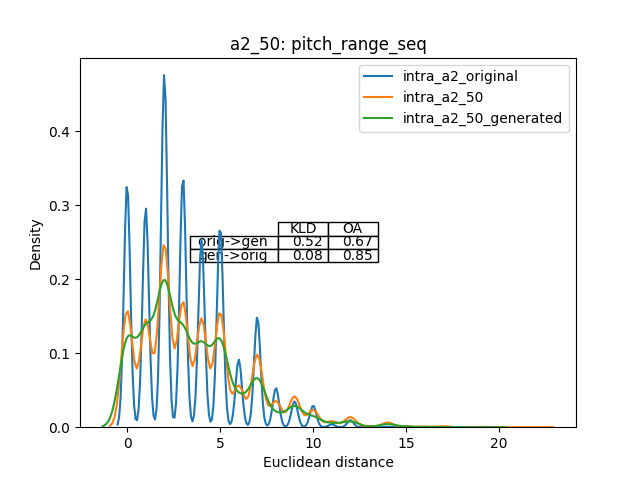 a2_50: pitch_range_seq
intra_a2_original
intra_a2_50
intra_a2_50_generated
KLD OA
orig->gen 0.52 0.67
gen->orig 0.08 0.85
Density
0.4
0.3
0.2
0.1
0.0
0 5 10 15 20
Euclidean distance